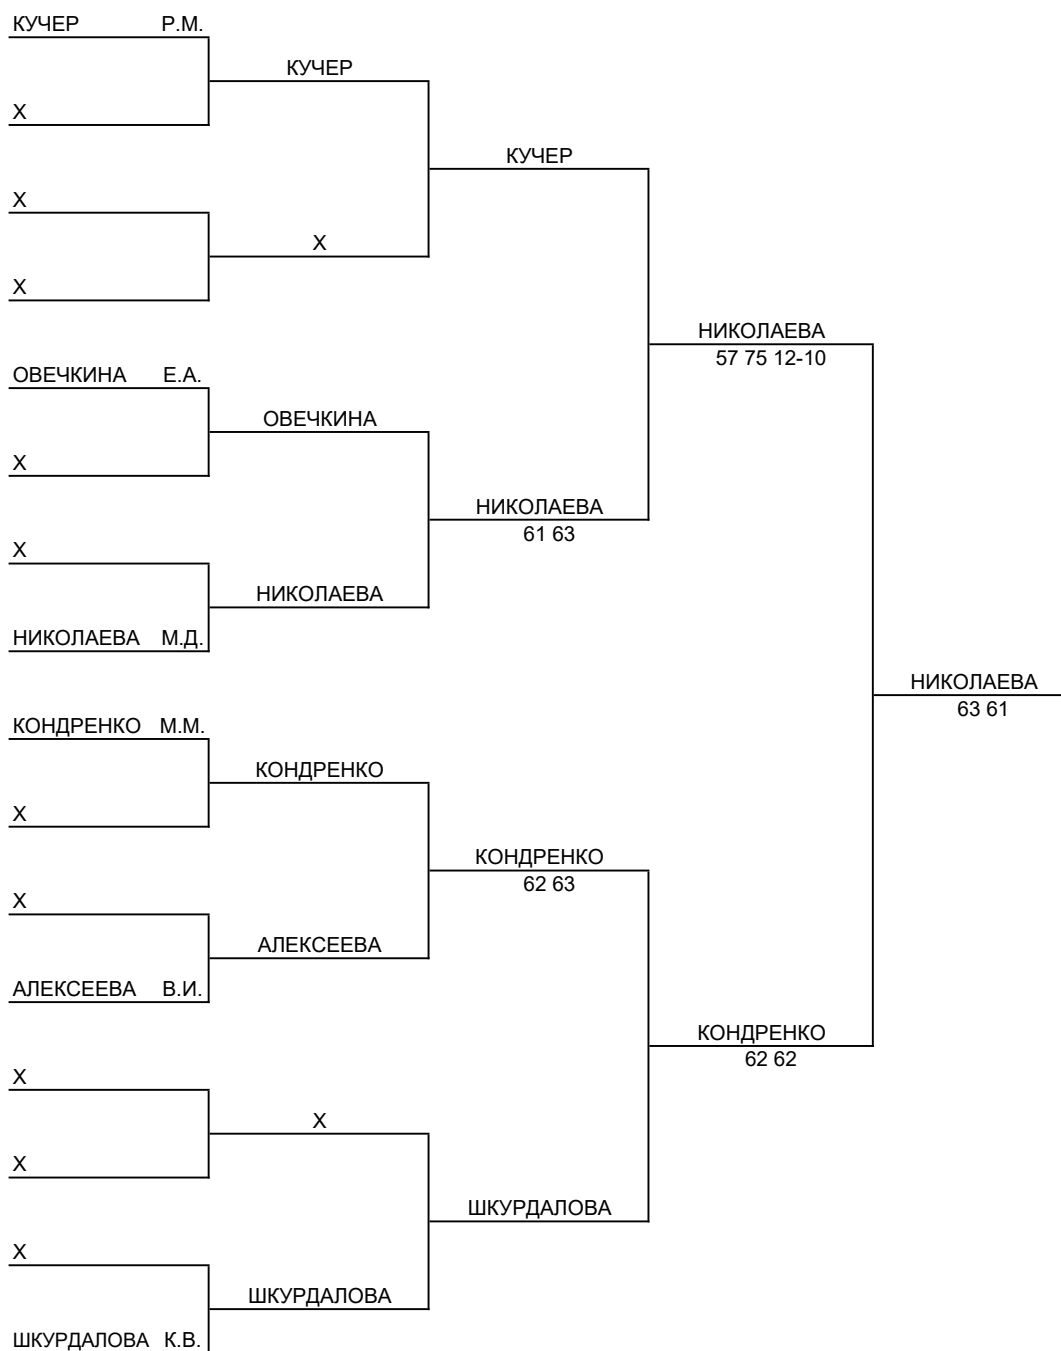 КУЧЕР Р.М.
КУЧЕР
Х
КУЧЕР
Х
Х
Х
НИКОЛАЕВА
57 75 12-10
ОВЕЧКИНА Е.А.
ОВЕЧКИНА
Х
НИКОЛАЕВА
61 63
Х
НИКОЛАЕВА
НИКОЛАЕВА М.Д.
НИКОЛАЕВА
63 61
КОНДРЕНКО М.М.
КОНДРЕНКО
Х
КОНДРЕНКО
62 63
Х
АЛЕКСЕЕВА
АЛЕКСЕЕВА В.И.
КОНДРЕНКО
62 62
Х
Х
Х
ШКУРДАЛОВА
Х
ШКУРДАЛОВА
ШКУРДАЛОВА К.В.